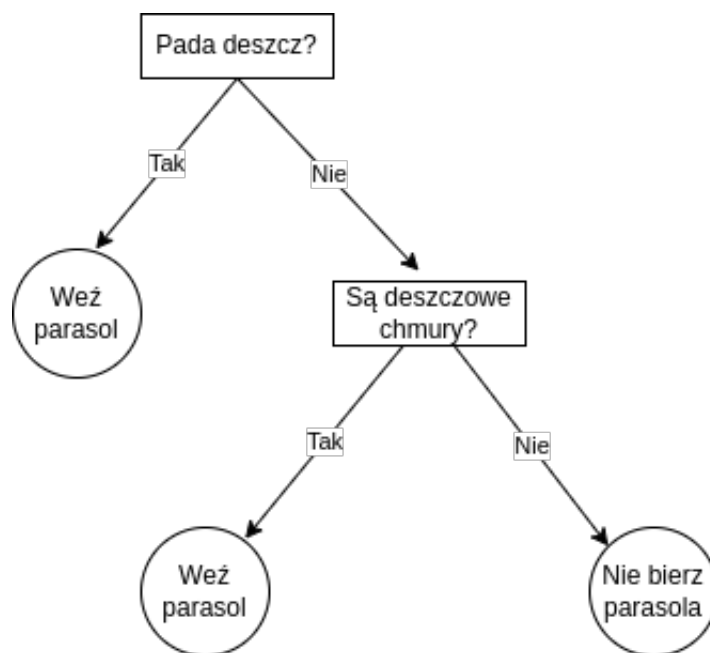 Pada deszcz?
Tak
Nie
Weź
parasol
Są deszczowe
chmury?
Tak
Nie
Weź
parasol
Nie bierz
parasola